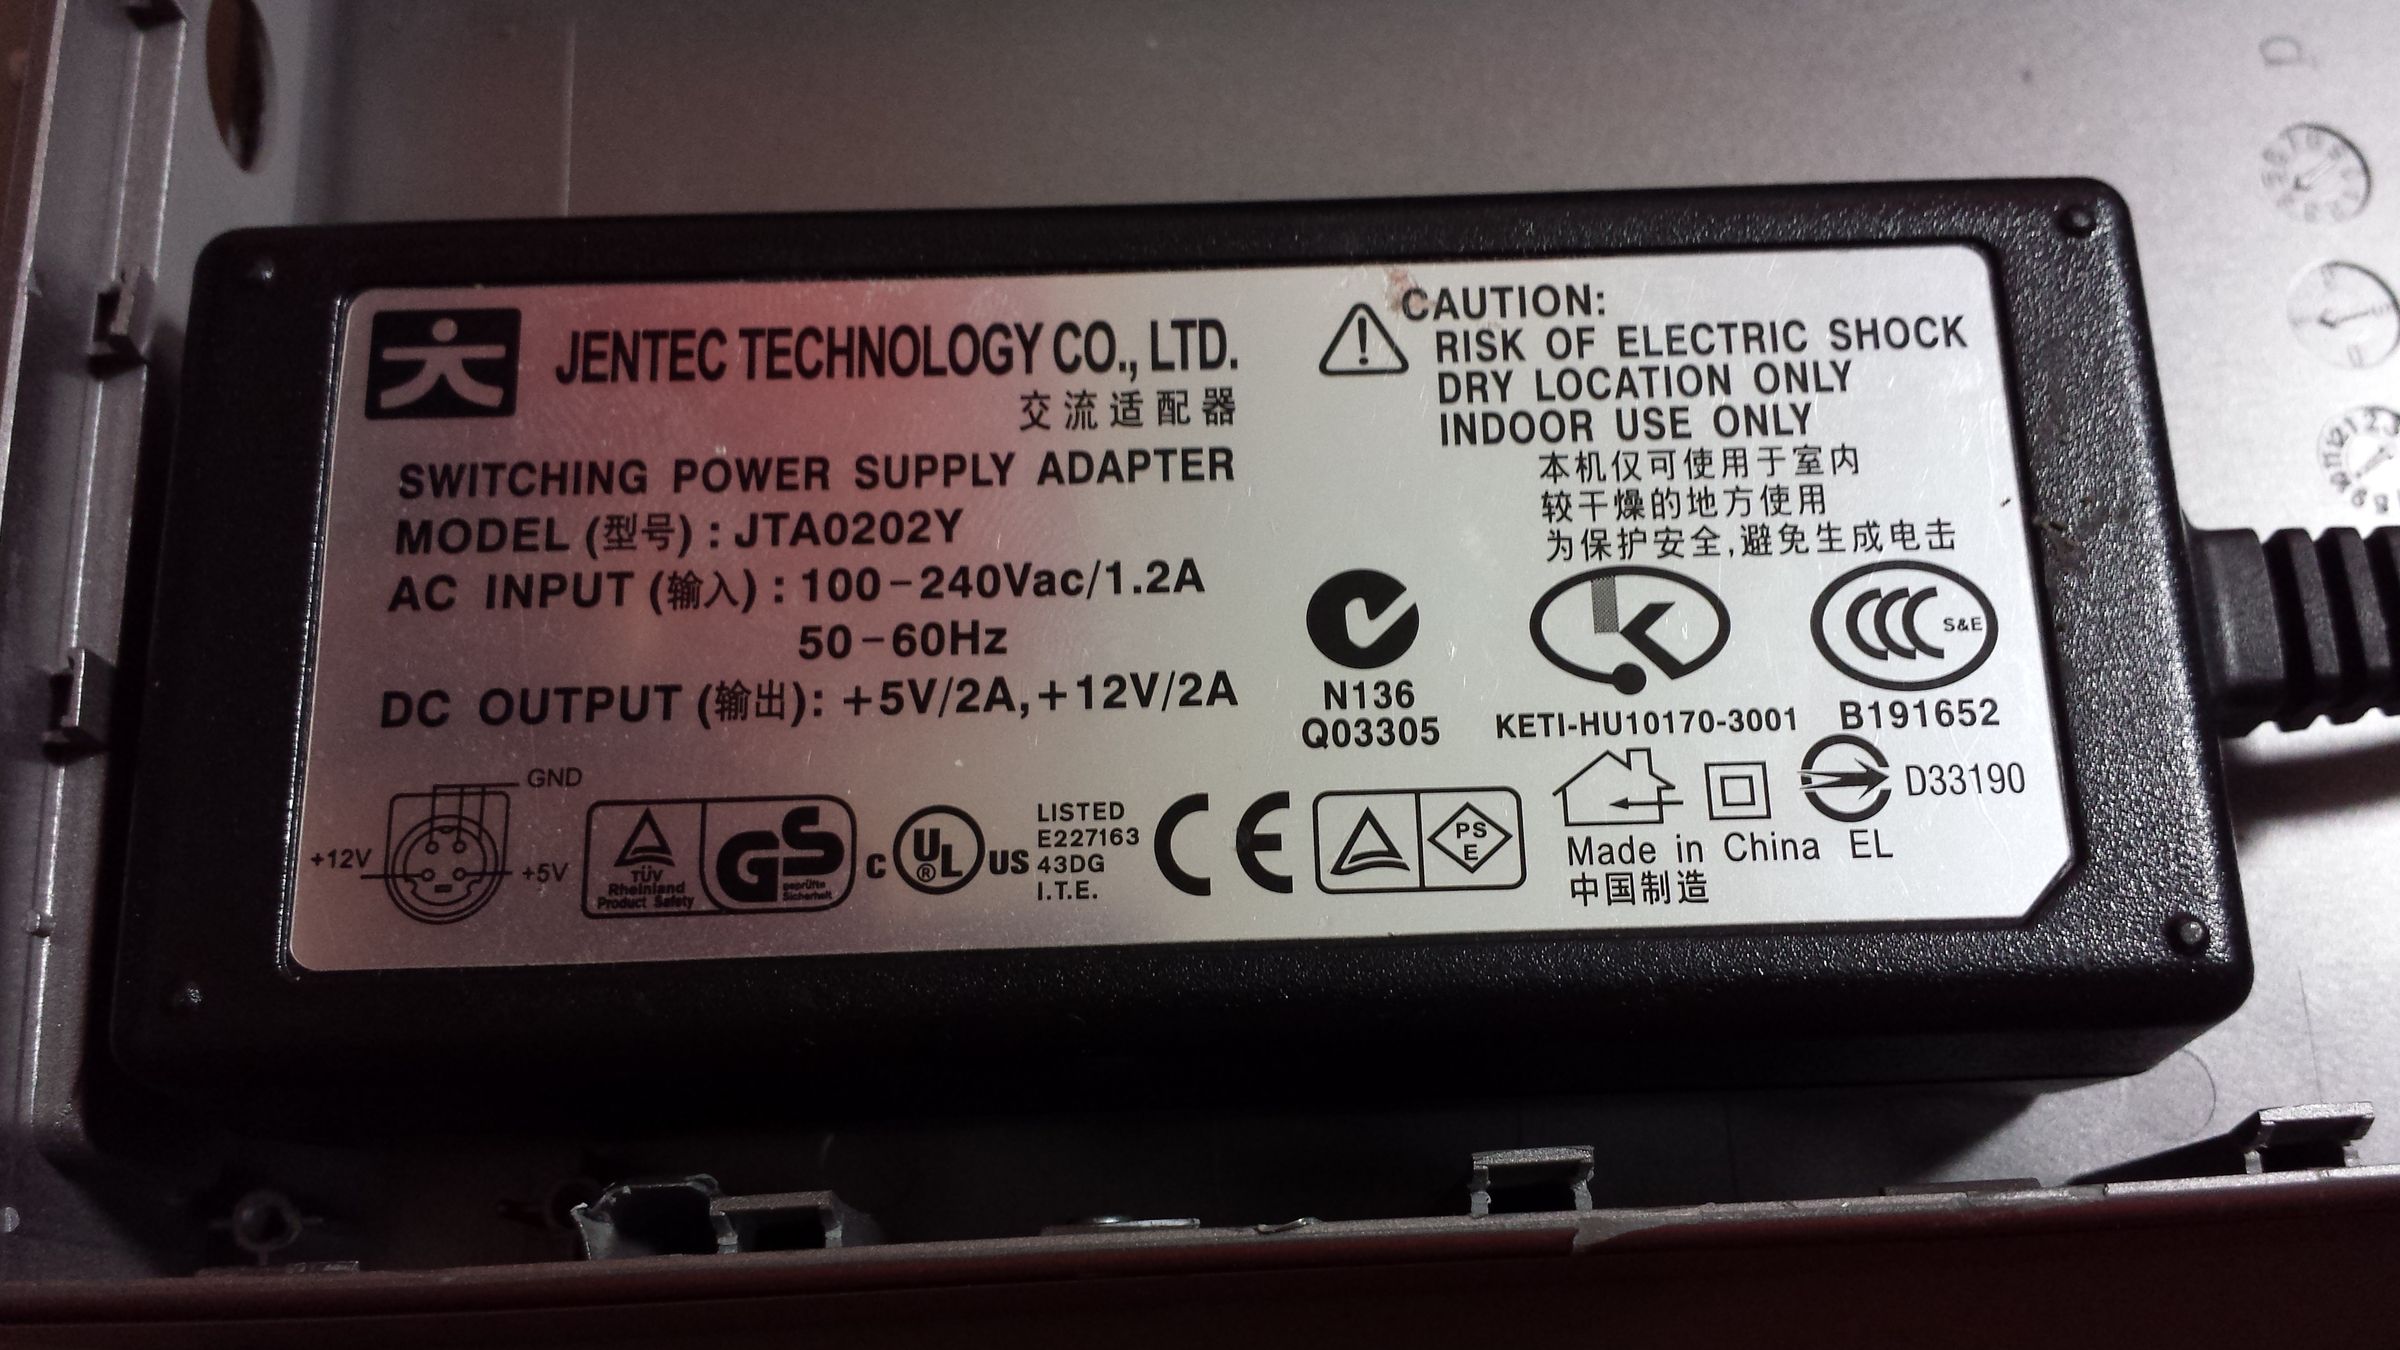 JENTEC TECHNOLOGY CO., LTD.
交流适配器
SWITCHING POWER SUPPLY ADAPTER
MODEL (型号) : JTA0202Y
AC INPUT (输入) : 100-240Vac/1.2A
50-60Hz
DC OUTPUT (输出): +5V/2A,+12V/2A
GND
+12V
+5V
TÜV
Rheinland
Product Safety
GS
geprüfte
Sicherheit
C UL® US
LISTED
E227163
43DG
I.T.E.
CE
PS
E
CAUTION:
RISK OF ELECTRIC SHOCK
DRY LOCATION ONLY
INDOOR USE ONLY
本机仅可使用于室内
较干燥的地方使用
为保护安全,避免生成电击
N136
Q03305
K
KETI-HU10170-3001
CCC S&E
B191652
D33190
Made in China EL
中国制造